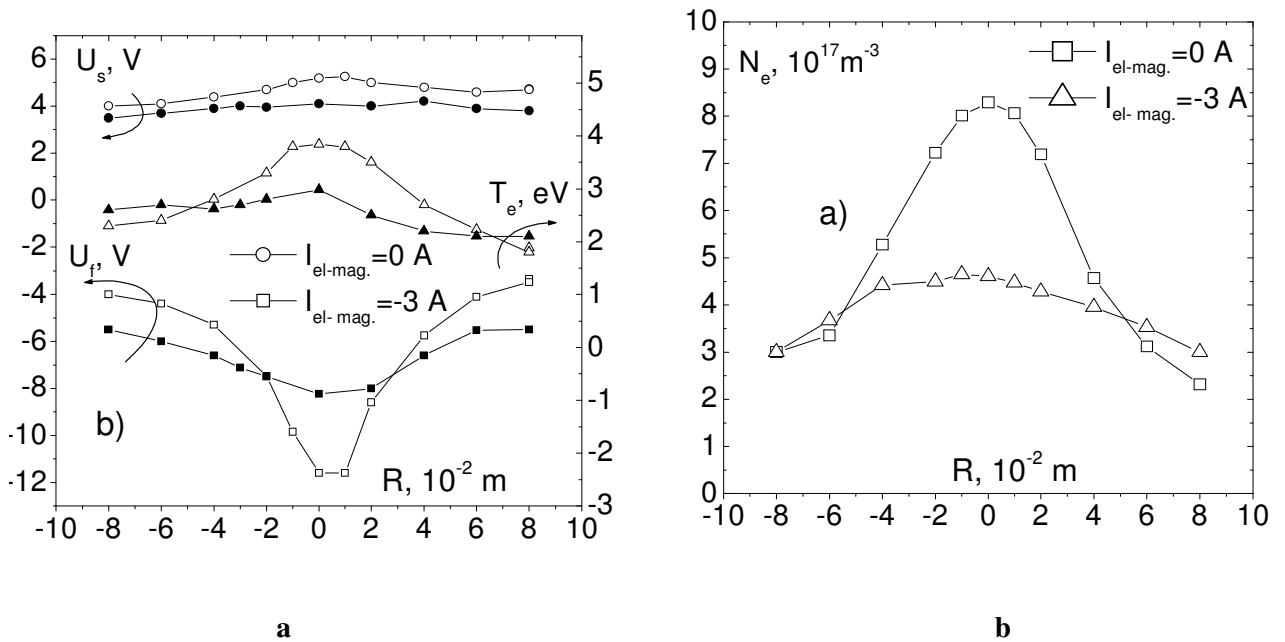 U_s, V
T_e, eV
U_f, V
I_el-mag.=0 A
I_el- mag.=-3 A
b)
R, 10^-2 m
6
4
2
0
-2
-4
-6
-8
-10
-12
5
4
3
2
1
0
-1
-2
-3
-10 -8 -6 -4 -2 0 2 4 6 8 10
a
N_e, 10^17 m^-3
I_el-mag.=0 A
I_el- mag.=-3 A
a)
R, 10^-2 m
10
9
8
7
6
5
4
3
2
1
0
-10 -8 -6 -4 -2 0 2 4 6 8 10
b